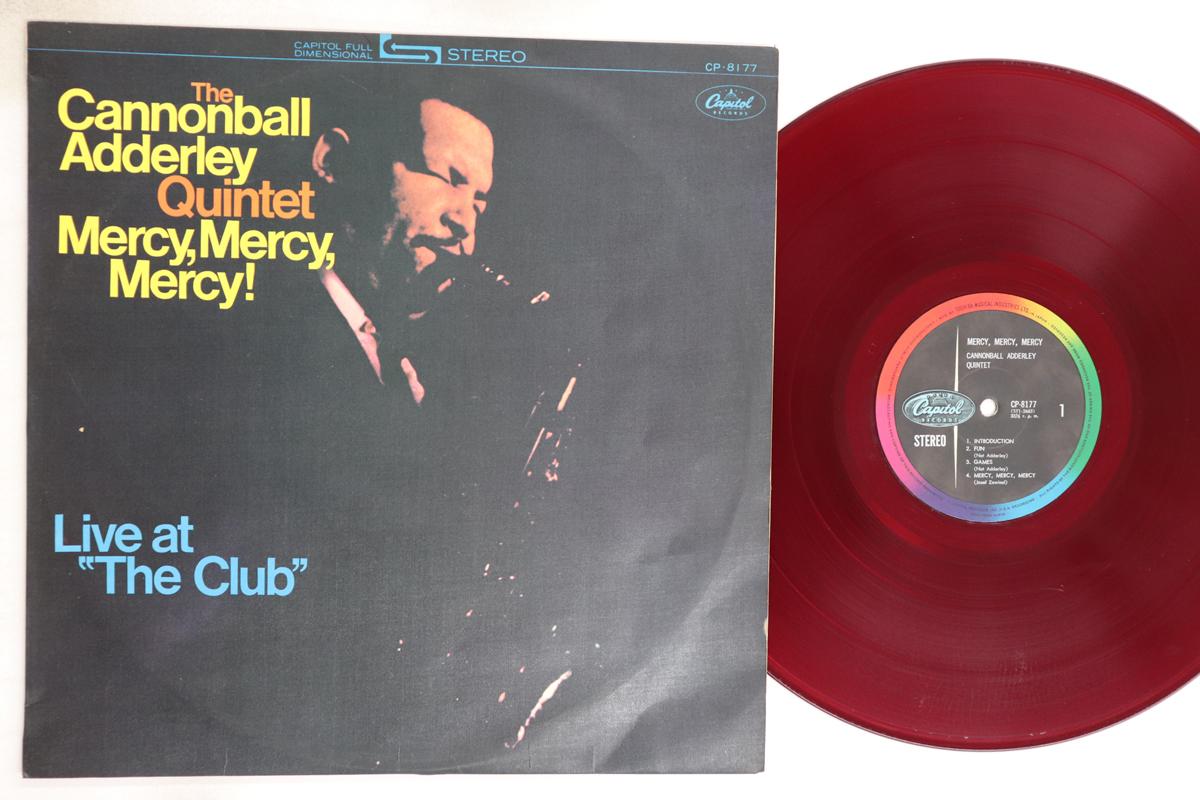 CAPITOL FULL
DIMENSIONAL
STEREO
CP-8177
Capitol
RECORDS
The
Cannonball
Adderley
Quintet
Mercy, Mercy,
Mercy!
Live at
"The Club"
MERCY, MERCY, MERCY
CANNONBALL ADDERLEY
QUINTET
Capitol
RECORDS
STEREO
CP-8177
1
1. INTRODUCTION
2. FUN
(Nat Adderley)
3. GAMES
(Nat Adderley)
4. MERCY, MERCY, MERCY
(Josef Zawinul)